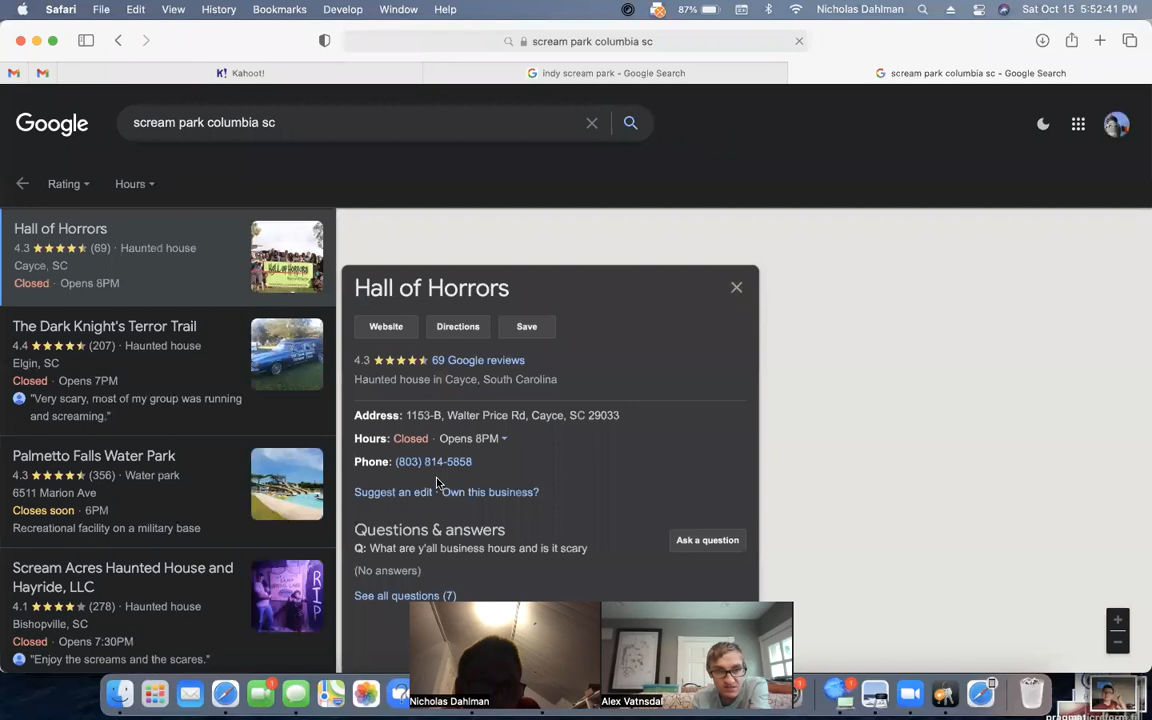 Safari File Edit View History Bookmarks Develop Window Help 87% Nicholas Dahlman Sat Oct 15 5:52:41 PM
scream park columbia sc
K! Kahoot! G indy scream park - Google Search G scream park columbia sc - Google Search
Google scream park columbia sc
Rating Hours
Hall of Horrors
4.3 (69) · Haunted house
Cayce, SC
Closed · Opens 8PM
HALL OF HORRORS
The Dark Knight's Terror Trail
4.4 (207) · Haunted house
Elgin, SC
Closed · Opens 7PM
"Very scary, most of my group was running
and screaming."
Palmetto Falls Water Park
4.3 (356) · Water park
6511 Marion Ave
Closes soon · 6PM
Recreational facility on a military base
Scream Acres Haunted House and
Hayride, LLC
4.1 (278) · Haunted house
Bishopville, SC
Closed · Opens 7:30PM
"Enjoy the screams and the scares."
RIP
Hall of Horrors
Website Directions Save
4.3 69 Google reviews
Haunted house in Cayce, South Carolina
Address: 1153-B, Walter Price Rd, Cayce, SC 29033
Hours: Closed · Opens 8PM
Phone: (803) 814-5858
Suggest an edit · Own this business?
Questions & answers
Ask a question
Q: What are y'all business hours and is it scary
(No answers)
See all questions (7)
Nicholas Dahlman Alex Vatnsdal